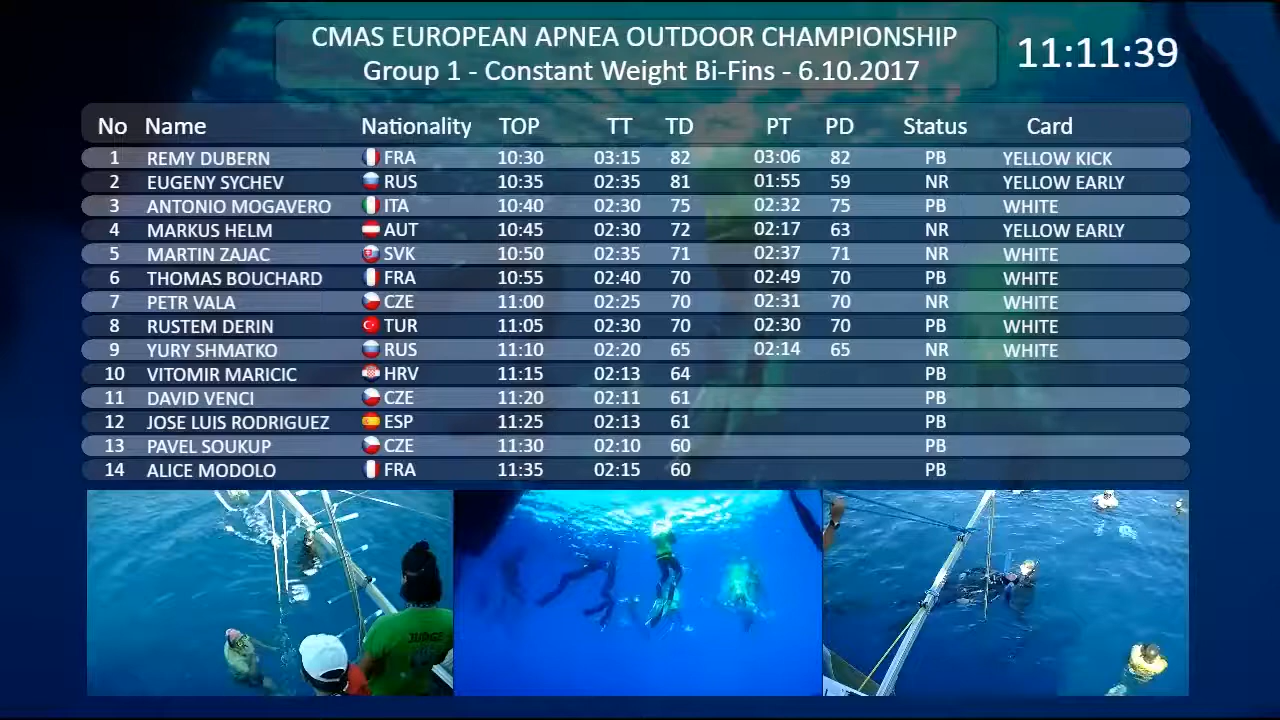 CMAS EUROPEAN APNEA OUTDOOR CHAMPIONSHIP
Group 1 - Constant Weight Bi-Fins - 6.10.2017
11:11:39
No Name Nationality TOP TT TD PT PD Status Card
1 REMY DUBERN FRA 10:30 03:15 82 03:06 82 PB YELLOW KICK
2 EUGENY SYCHEV RUS 10:35 02:35 81 01:55 59 NR YELLOW EARLY
3 ANTONIO MOGAVERO ITA 10:40 02:30 75 02:32 75 PB WHITE
4 MARKUS HELM AUT 10:45 02:30 72 02:17 63 NR YELLOW EARLY
5 MARTIN ZAJAC SVK 10:50 02:35 71 02:37 71 NR WHITE
6 THOMAS BOUCHARD FRA 10:55 02:40 70 02:49 70 PB WHITE
7 PETR VALA CZE 11:00 02:25 70 02:31 70 NR WHITE
8 RUSTEM DERIN TUR 11:05 02:30 70 02:30 70 PB WHITE
9 YURY SHMATKO RUS 11:10 02:20 65 02:14 65 NR WHITE
10 VITOMIR MARICIC HRV 11:15 02:13 64 PB
11 DAVID VENCI CZE 11:20 02:11 61 PB
12 JOSE LUIS RODRIGUEZ ESP 11:25 02:13 61 PB
13 PAVEL SOUKUP CZE 11:30 02:10 60 PB
14 ALICE MODOLO FRA 11:35 02:15 60 PB
JUDGE